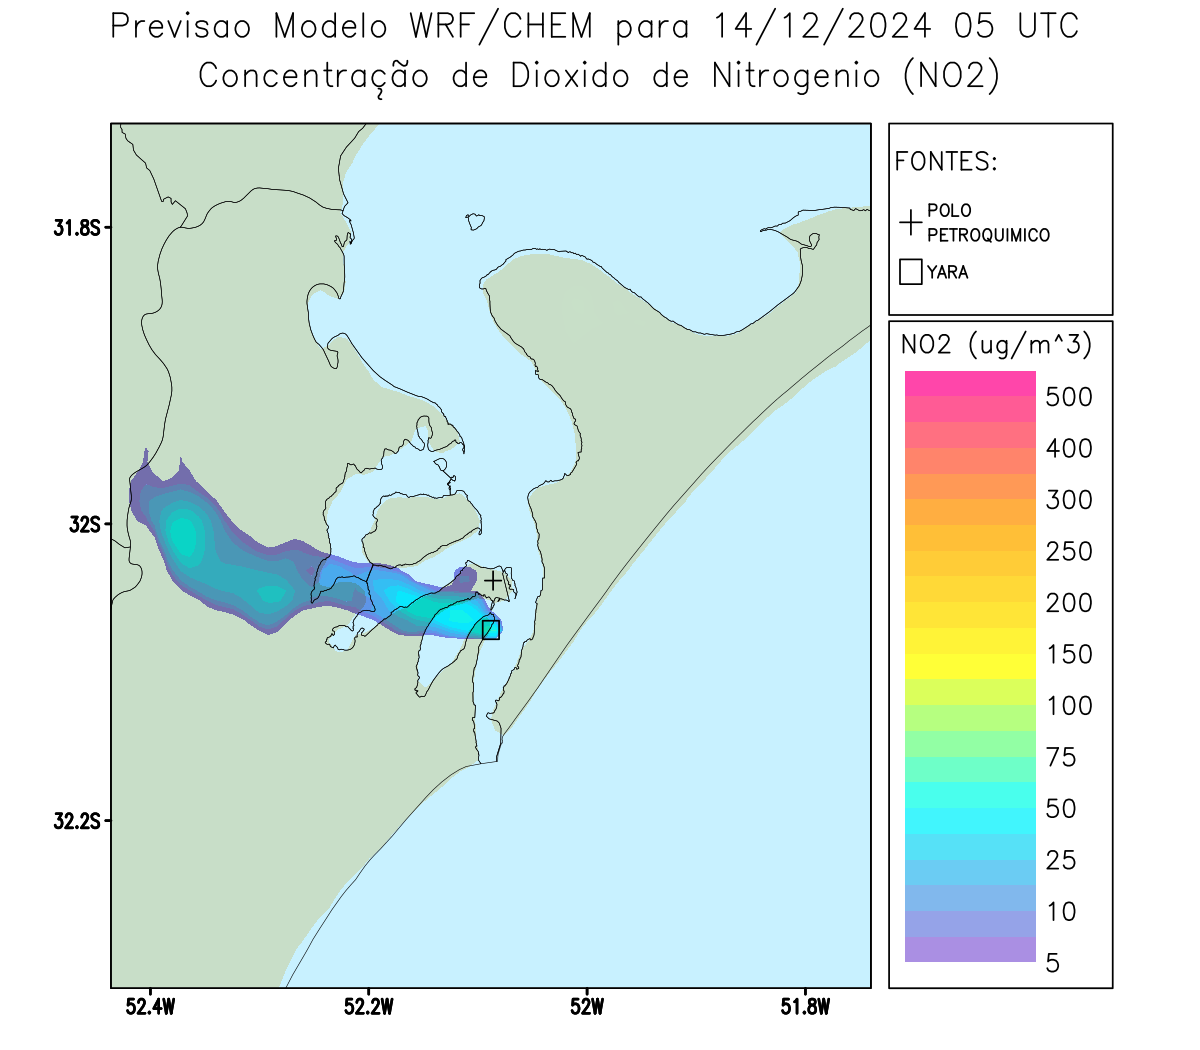 Previsao Modelo WRF/CHEM para 14/12/2024 05 UTC
Concentração de Dioxido de Nitrogenio (NO2)
FONTES:
POLO
PETROQUIMICO
YARA
NO2 (ug/m^3)
500
400
300
250
200
150
100
75
50
25
10
5
31.8S
32S
32.2S
52.4W
52.2W
52W
51.8W